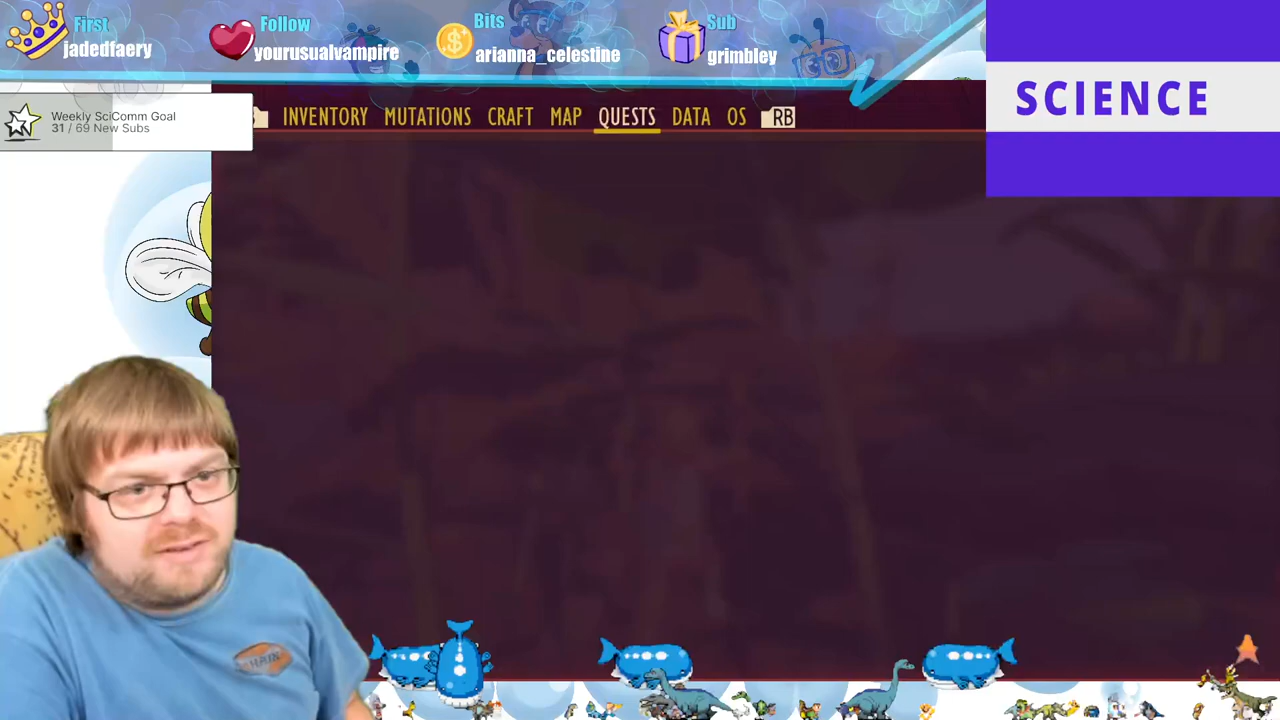 First
jadedfaery
Follow
yourusualvampire
Bits
arianna_celestine
Sub
grimbley
Weekly SciComm Goal
31 / 69 New Subs
INVENTORY MUTATIONS CRAFT MAP QUESTS DATA OS RB
SCIENCE